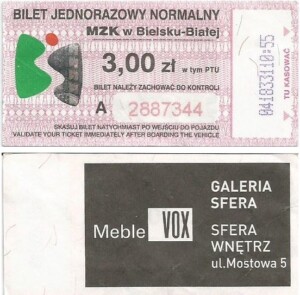 BILET JEDNORAZOWY NORMALNY
MZK w Bielsku-Białej
3,00 zł w tym PTU
BILET NALEŻY ZACHOWAĆ DO KONTROLI
A 2887344
SKASUJ BILET NATYCHMIAST PO WEJŚCIU DO POJAZDU
VALIDATE YOUR TICKET IMMEDIATELY AFTER BOARDING THE VEHICLE
041833110:55
TU KASOWAĆ
Meble VOX
GALERIA
SFERA
SFERA
WNĘTRZ
ul.Mostowa 5